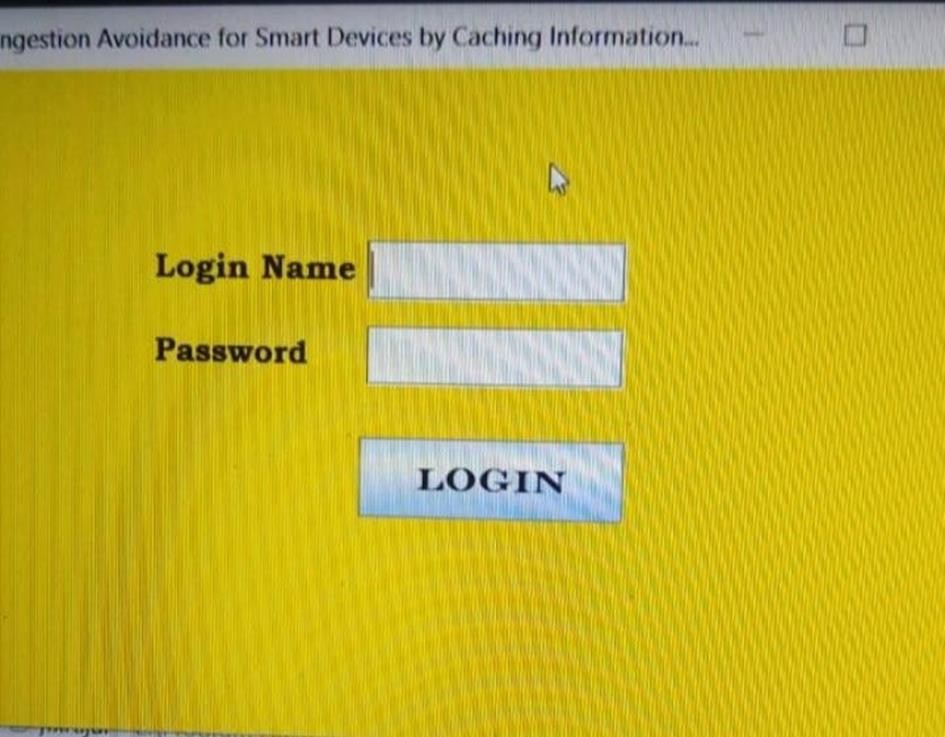 ngestion Avoidance for Smart Devices by Caching Information...
Login Name
Password
LOGIN